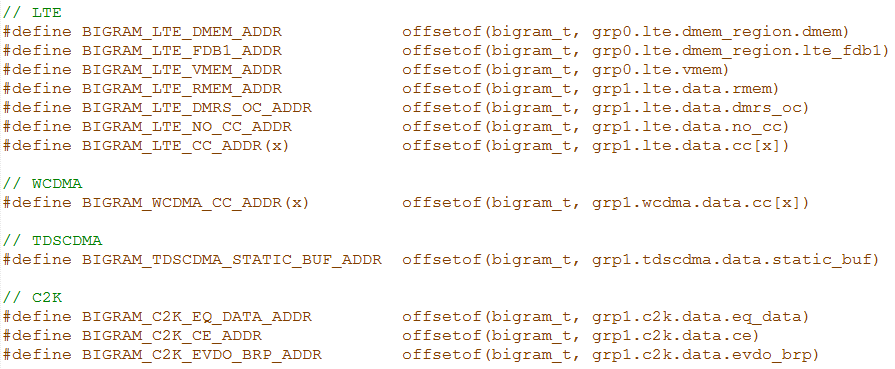 // LTE
#define BIGRAM_LTE_DMEM_ADDR offsetof(bigram_t, grp0.lte.dmem_region.dmem)
#define BIGRAM_LTE_FDB1_ADDR offsetof(bigram_t, grp0.lte.dmem_region.lte_fdb1)
#define BIGRAM_LTE_VMEM_ADDR offsetof(bigram_t, grp0.lte.vmem)
#define BIGRAM_LTE_RMEM_ADDR offsetof(bigram_t, grp1.lte.data.rmem)
#define BIGRAM_LTE_DMRS_OC_ADDR offsetof(bigram_t, grp1.lte.data.dmrs_oc)
#define BIGRAM_LTE_NO_CC_ADDR offsetof(bigram_t, grp1.lte.data.no_cc)
#define BIGRAM_LTE_CC_ADDR(x) offsetof(bigram_t, grp1.lte.data.cc[x])
// WCDMA
#define BIGRAM_WCDMA_CC_ADDR(x) offsetof(bigram_t, grp1.wcdma.data.cc[x])
// TDSCDMA
#define BIGRAM_TDSCDMA_STATIC_BUF_ADDR offsetof(bigram_t, grp1.tdscdma.data.static_buf)
// C2K
#define BIGRAM_C2K_EQ_DATA_ADDR offsetof(bigram_t, grp1.c2k.data.eq_data)
#define BIGRAM_C2K_CE_ADDR offsetof(bigram_t, grp1.c2k.data.ce)
#define BIGRAM_C2K_EVDO_BRP_ADDR offsetof(bigram_t, grp1.c2k.data.evdo_brp)